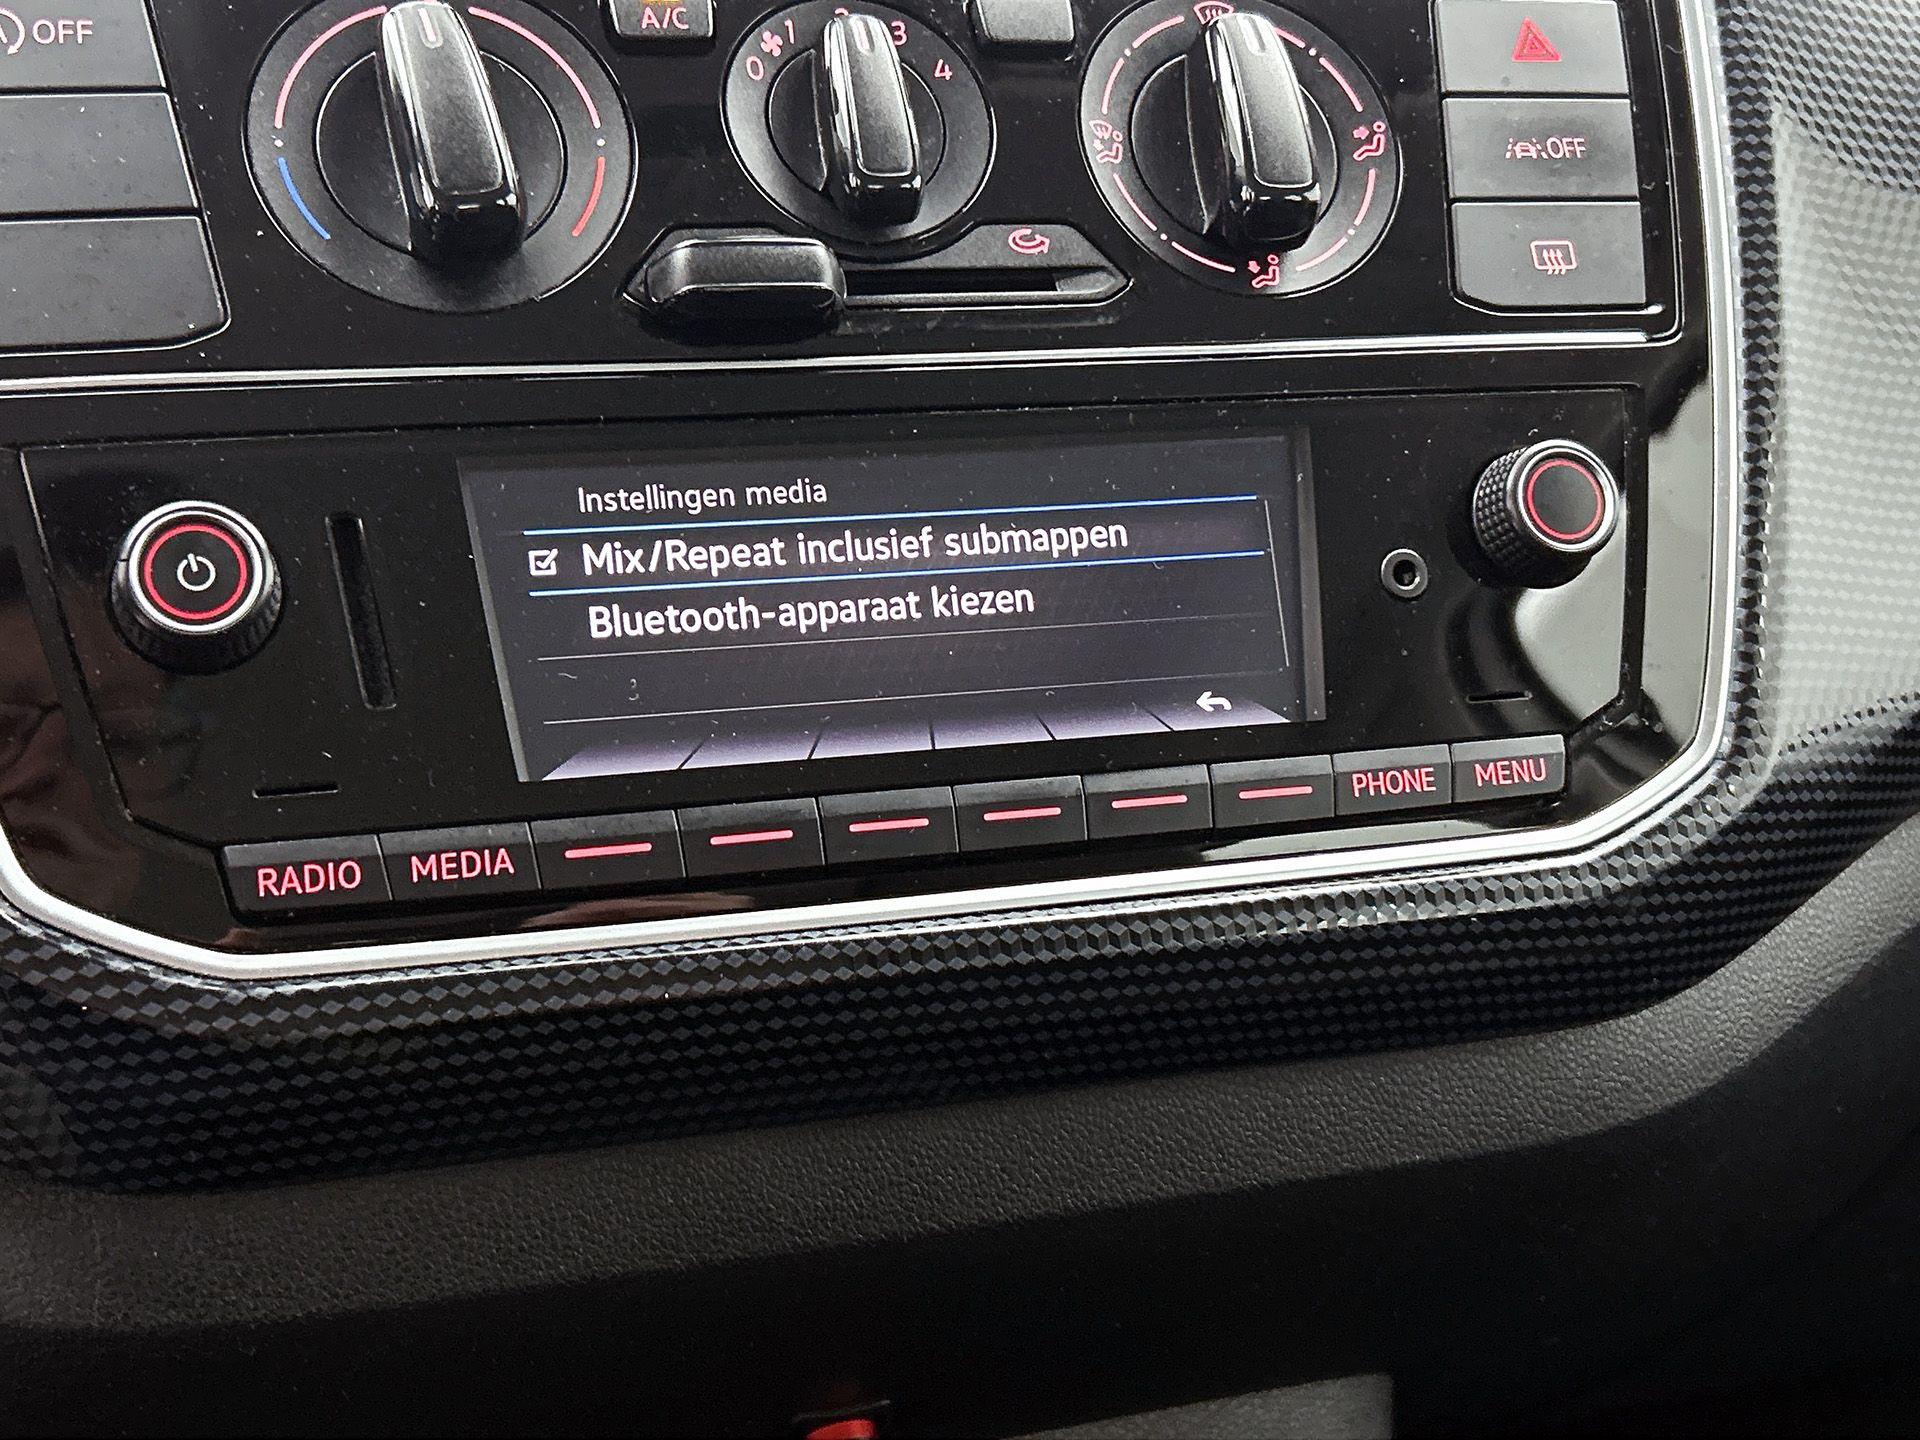 OFF
A/C
0 1 2 3 4
OFF
Instellingen media
Mix/Repeat inclusief submappen
Bluetooth-apparaat kiezen
RADIO MEDIA PHONE MENU